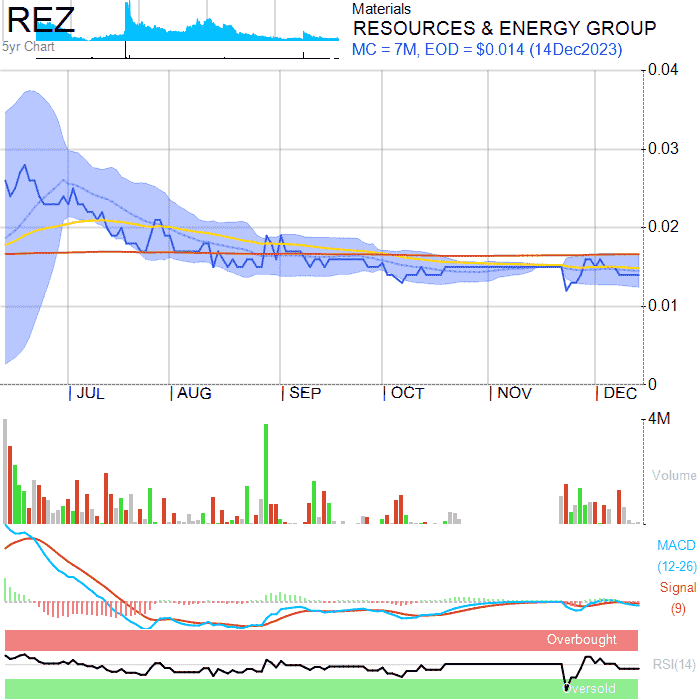 REZ
5yr Chart
Materials
RESOURCES & ENERGY GROUP
MC = 7M, EOD = $0.014 (14Dec2023)
0.04
0.03
0.02
0.01
0
JUL AUG SEP OCT NOV DEC
4M
Volume
MACD
(12-26)
Signal
(9)
Overbought
RSI(14)
Oversold